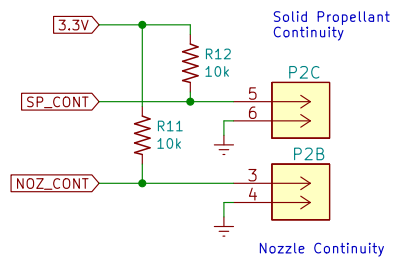 Solid Propellant
Continuity
3.3V
R12
10k
P2C
SP_CONT
5
6
R11
10k
P2B
NOZ_CONT
3
4
Nozzle Continuity